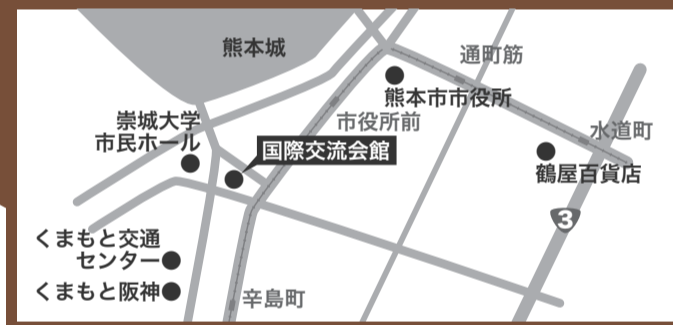 熊本城
通町筋
熊本市市役所
崇城大学
市民ホール
市役所前
水道町
国際交流会館
鶴屋百貨店
3
くまもと交通
センター
くまもと阪神
辛島町